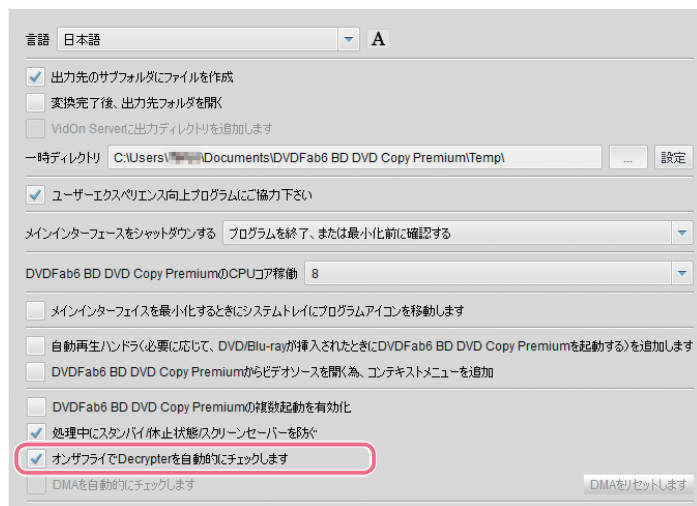 言語 日本語 A
出力先のサブフォルダにファイルを作成
変換完了後、出力先フォルダを開く
VidOn Serverに出力ディレクトリを追加します
一時ディレクトリ C:\Users\ \Documents\DVDFab6 BD DVD Copy Premium\Temp\ ... 設定
ユーザーエクスペリエンス向上プログラムにご協力下さい
メインインターフェースをシャットダウンする プログラムを終了、または最小化前に確認する
DVDFab6 BD DVD Copy PremiumのCPUコア稼働 8
メインインターフェイスを最小化するときにシステムトレイにプログラムアイコンを移動します
自動再生ハンドラ(必要に応じて、DVD/Blu-rayが挿入されたときにDVDFab6 BD DVD Copy Premiumを起動する)を追加します
DVDFab6 BD DVD Copy Premiumからビデオソースを開く為、コンテキストメニューを追加
DVDFab6 BD DVD Copy Premiumの複数起動を有効化
処理中にスタンバイ/休止状態/スクリーンセーバーを防ぐ
オンザフライでDecrypterを自動的にチェックします
DMAを自動的にチェックします DMAをリセットします